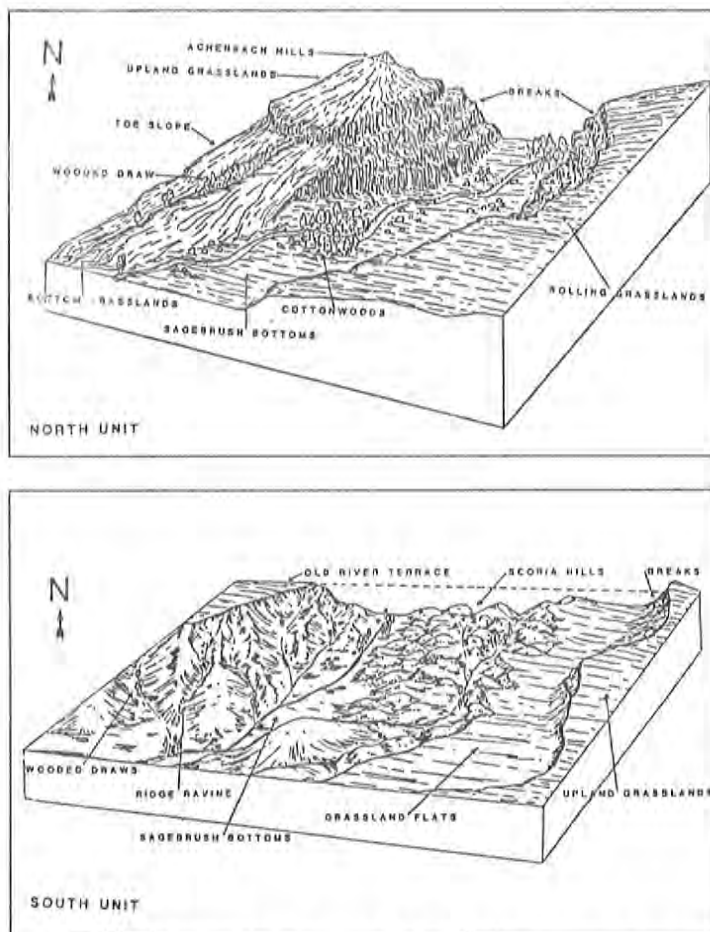 N
ACHENBACH HILLS
UPLAND GRASSLANDS
BREAKS
TOE SLOPE
WOODED DRAW
BOTTOM GRASSLANDS
ROLLING GRASSLANDS
COTTONWOODS
SAGEBRUSH BOTTOMS
NORTH UNIT
N
OLD RIVER TERRACE
SCORIA HILLS
BREAKS
WOODED DRAWS
RIDGE RAVINE
UPLAND GRASSLANDS
GRASSLAND FLATS
SAGEBRUSH BOTTOMS
SOUTH UNIT